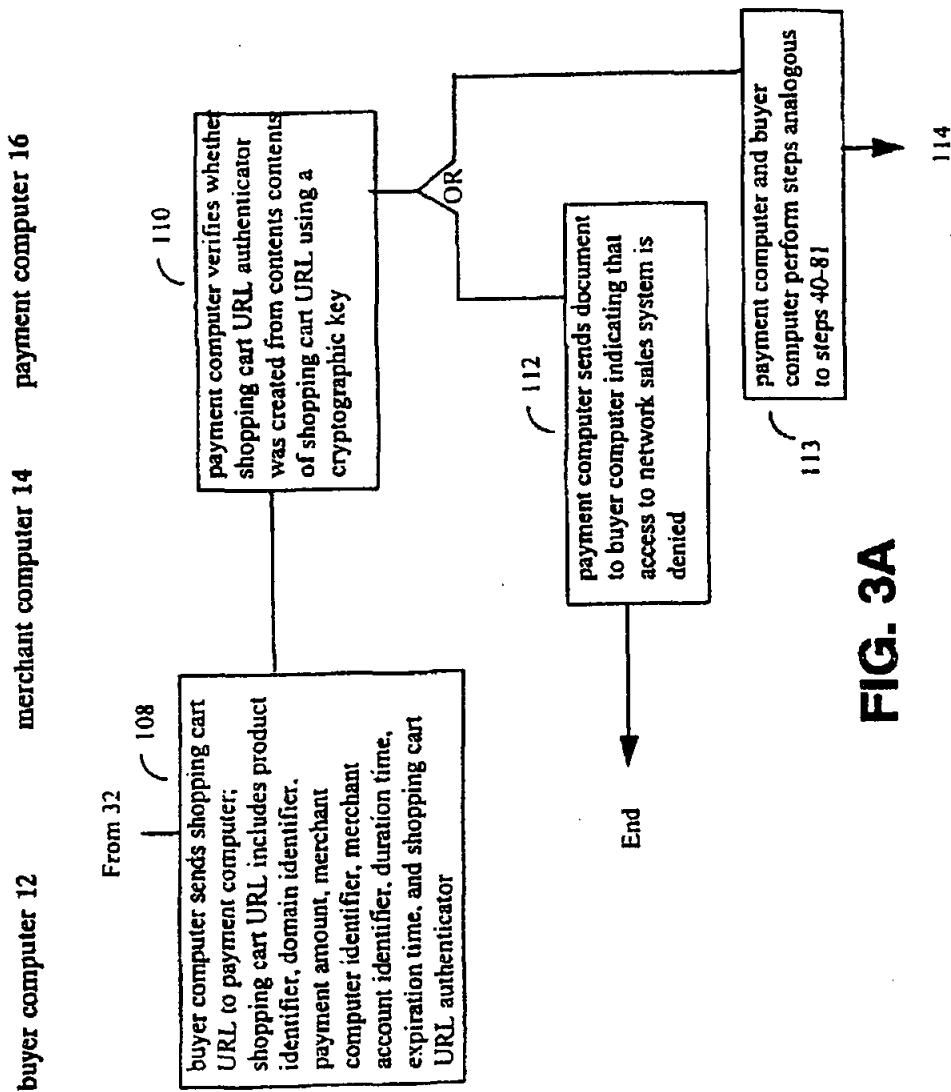 buyer computer 12
merchant computer 14
payment computer 16
From 32
108
buyer computer sends shopping cart
URL to payment computer;
shopping cart URL includes product
identifier, domain identifier,
payment amount, merchant
computer identifier, merchant
account identifier, duration time,
expiration time, and shopping cart
URL authenticator
110
payment computer verifies whether
shopping cart URL authenticator
was created from contents contents
of shopping cart URL using a
cryptographic key
OR
112
payment computer sends document
to buyer computer indicating that
access to network sales system is
denied
End
113
payment computer and buyer
computer perform steps analogous
to steps 40-81
114
FIG. 3A